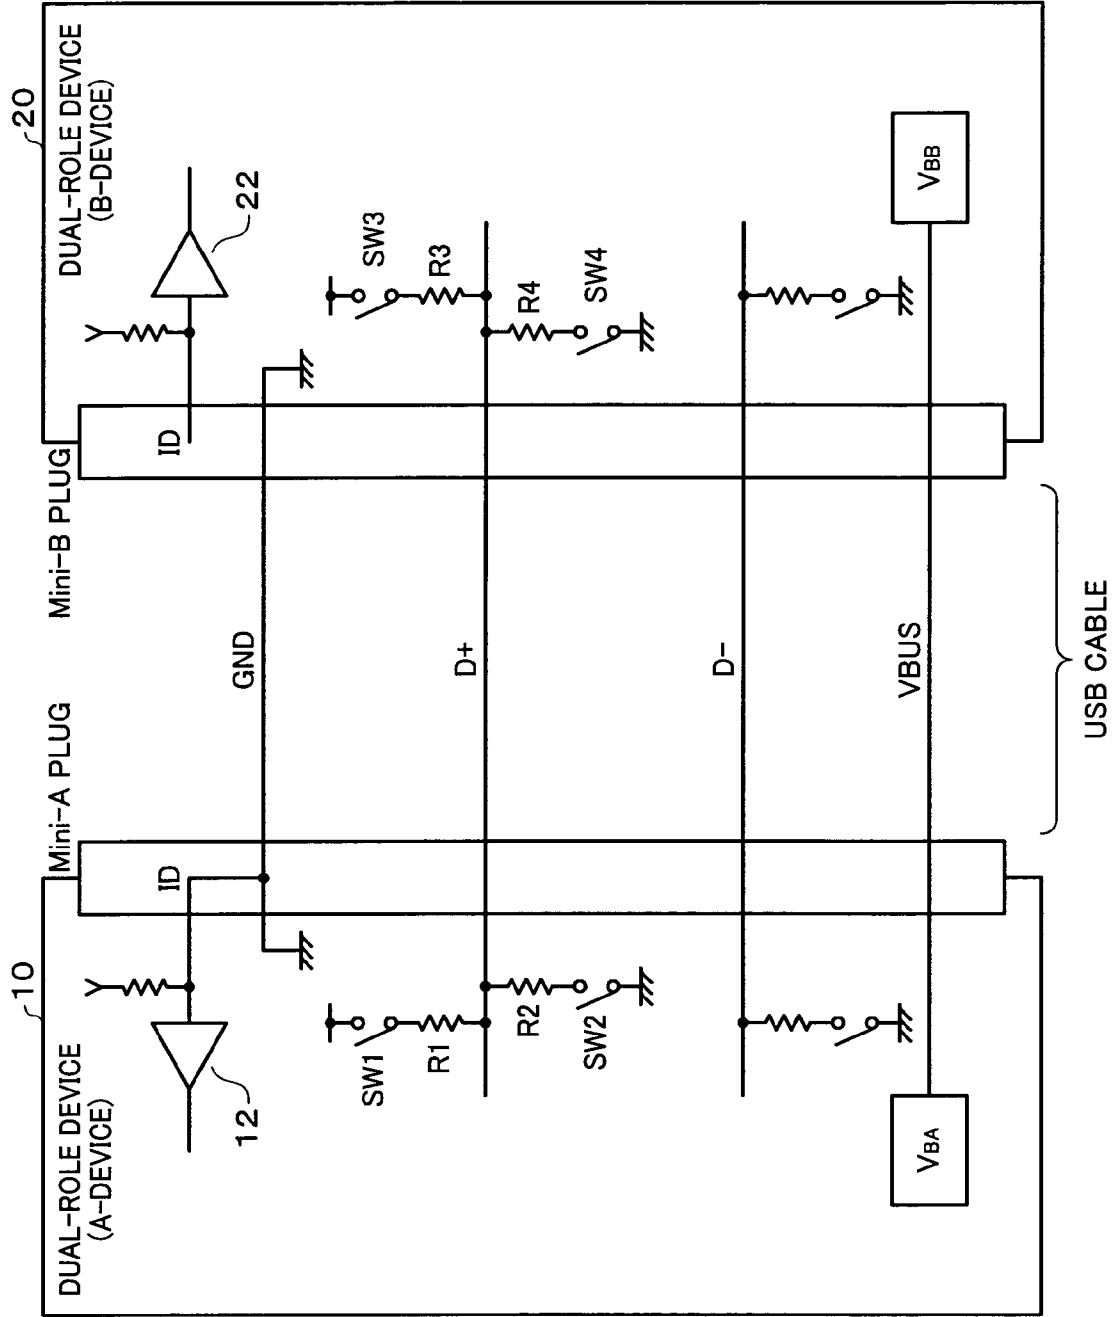 10
20
DUAL-ROLE DEVICE
(A-DEVICE)
Mini-A PLUG
Mini-B PLUG
DUAL-ROLE DEVICE
(B-DEVICE)
12
ID
ID
22
GND
SW1
R1
R2
SW2
D+
SW3
R3
R4
SW4
D-
VBA
VBUS
VBB
USB CABLE